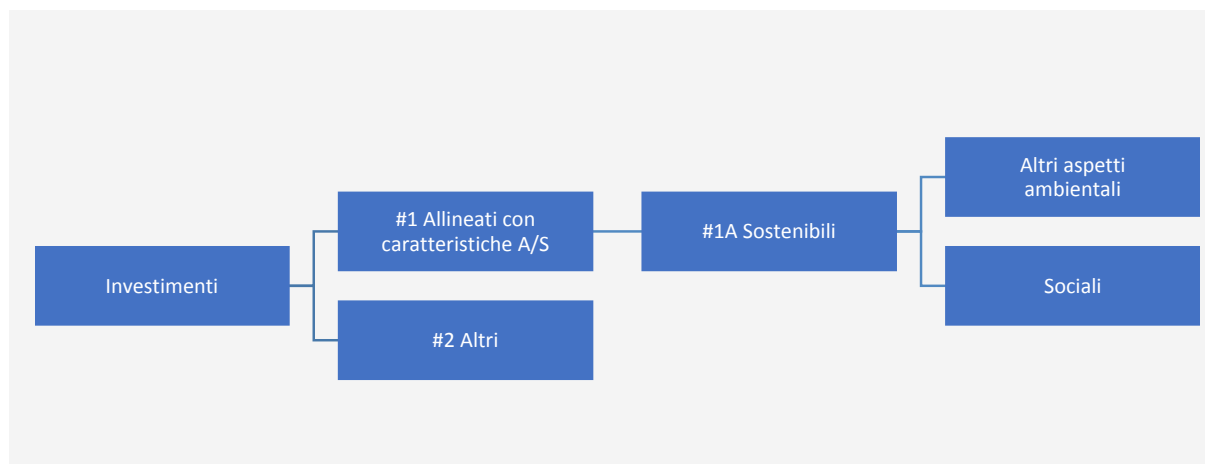 Investimenti
#1 Allineati con
caratteristiche A/S
#2 Altri
#1A Sostenibili
Altri aspetti
ambientali
Sociali